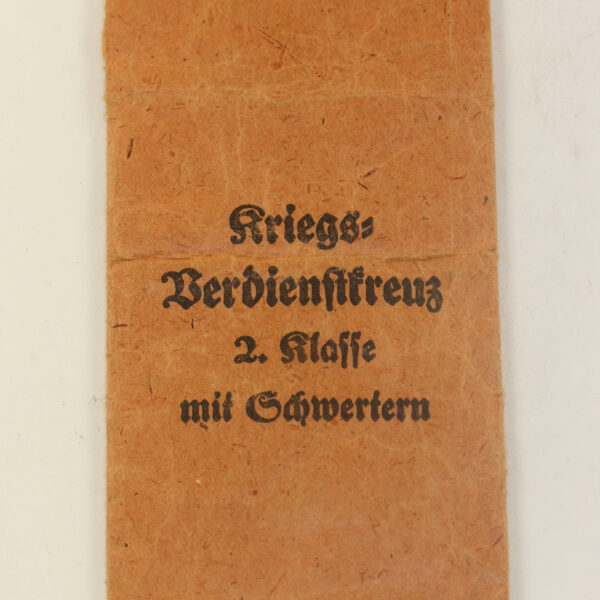 Kriegs=
Verdienſtkreuz
2. Klaſſe
mit Schwertern